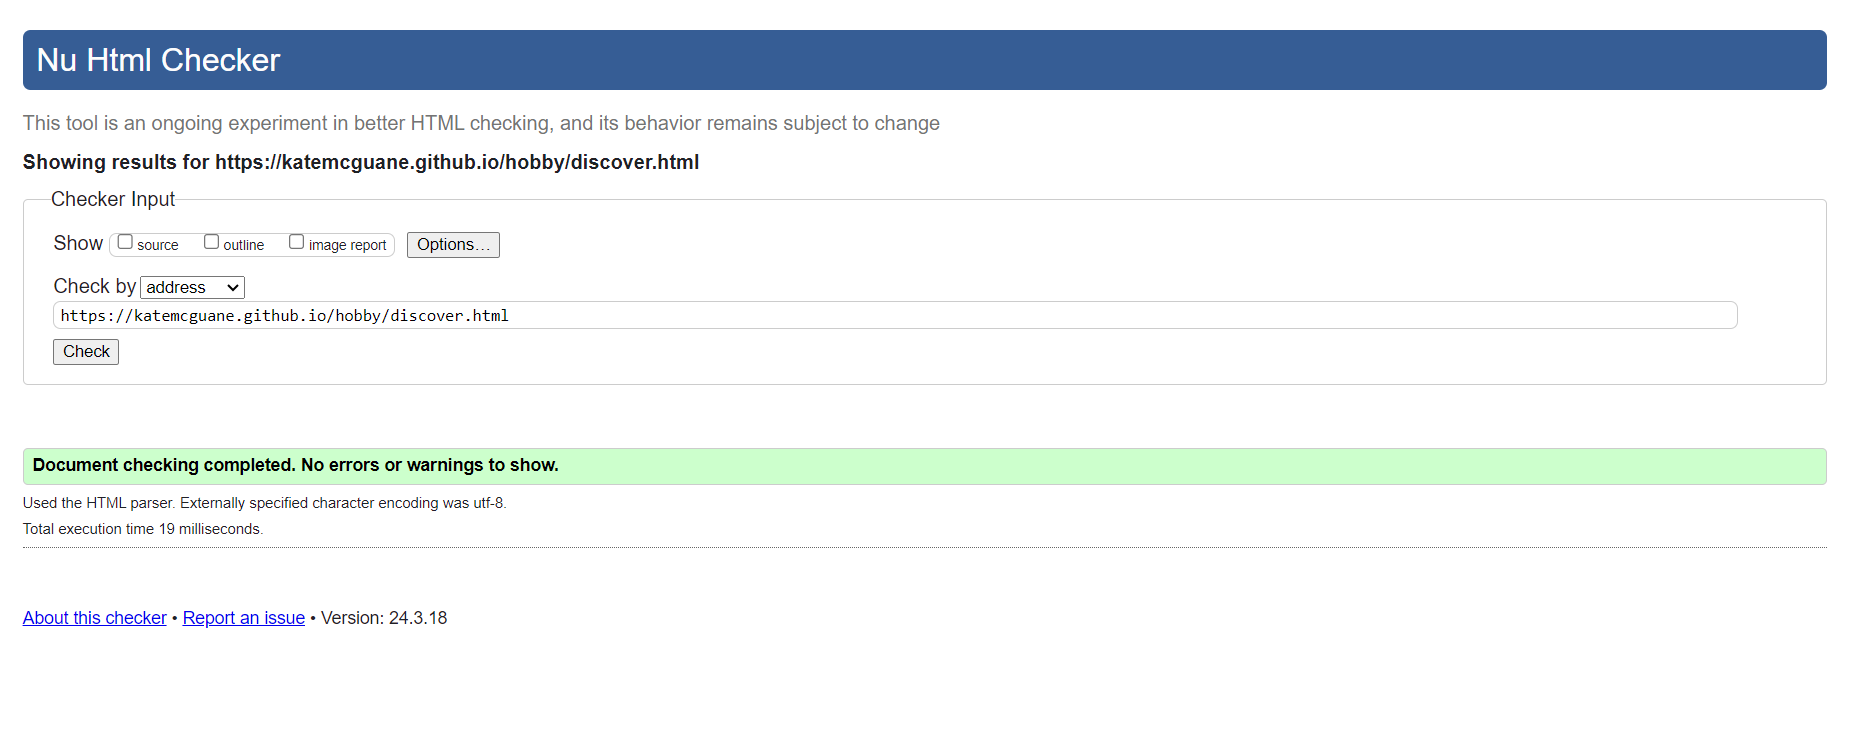 Nu Html Checker
This tool is an ongoing experiment in better HTML checking, and its behavior remains subject to change
Showing results for https://katemcguane.github.io/hobby/discover.html
Checker Input
Show source outline image report Options...
Check by address
https://katemcguane.github.io/hobby/discover.html
Check
Document checking completed. No errors or warnings to show.
Used the HTML parser. Externally specified character encoding was utf-8.
Total execution time 19 milliseconds.
About this checker • Report an issue • Version: 24.3.18